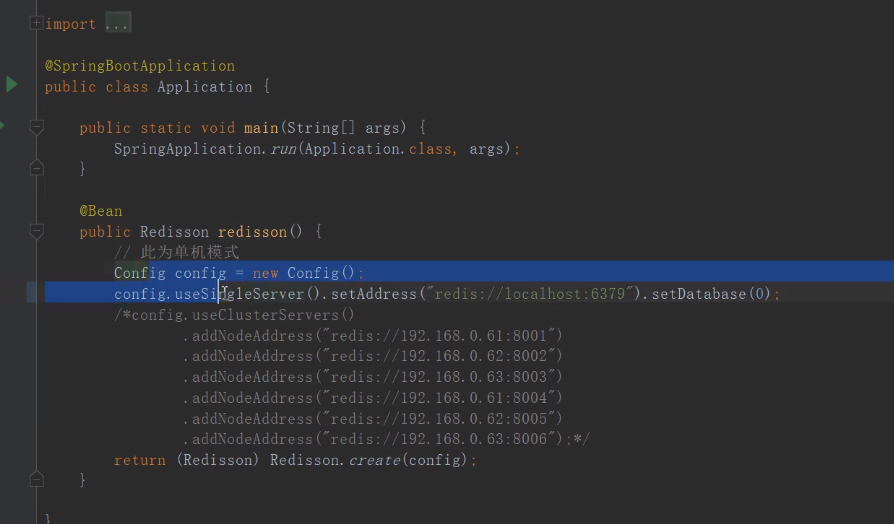 import ...
@SpringBootApplication
public class Application {
public static void main(String[] args) {
SpringApplication.run(Application.class, args);
}
@Bean
public Redisson redisson() {
// 此为单机模式
Config config = new Config();
config.useSingleServer().setAddress("redis://localhost:6379").setDatabase(0);
/*config.useClusterServers()
.addNodeAddress("redis://192.168.0.61:8001")
.addNodeAddress("redis://192.168.0.62:8002")
.addNodeAddress("redis://192.168.0.63:8003")
.addNodeAddress("redis://192.168.0.61:8004")
.addNodeAddress("redis://192.168.0.62:8005")
.addNodeAddress("redis://192.168.0.63:8006");*/
return (Redisson) Redisson.create(config);
}
}